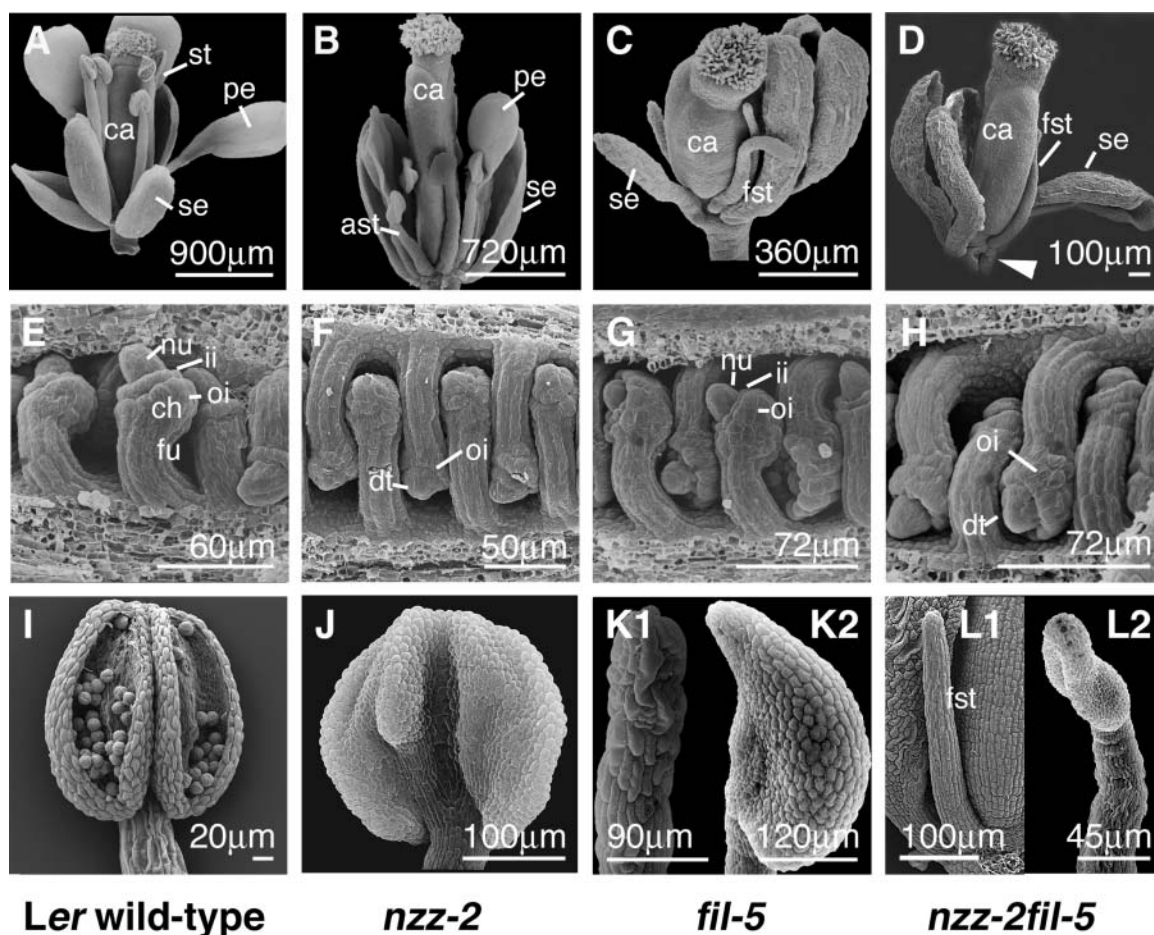 A
st
pe
ca
se
900µm
B
ca
pe
se
ast
720µm
C
ca
se
fst
360µm
D
ca
fst
se
100µm
E
nu
ii
oi
ch
fu
60µm
F
oi
dt
50µm
G
nu
ii
oi
72µm
H
oi
dt
72µm
I
20µm
J
100µm
K1
K2
90µm
120µm
L1
L2
fst
100µm
45µm
Ler wild-type
nzz-2
fil-5
nzz-2fil-5